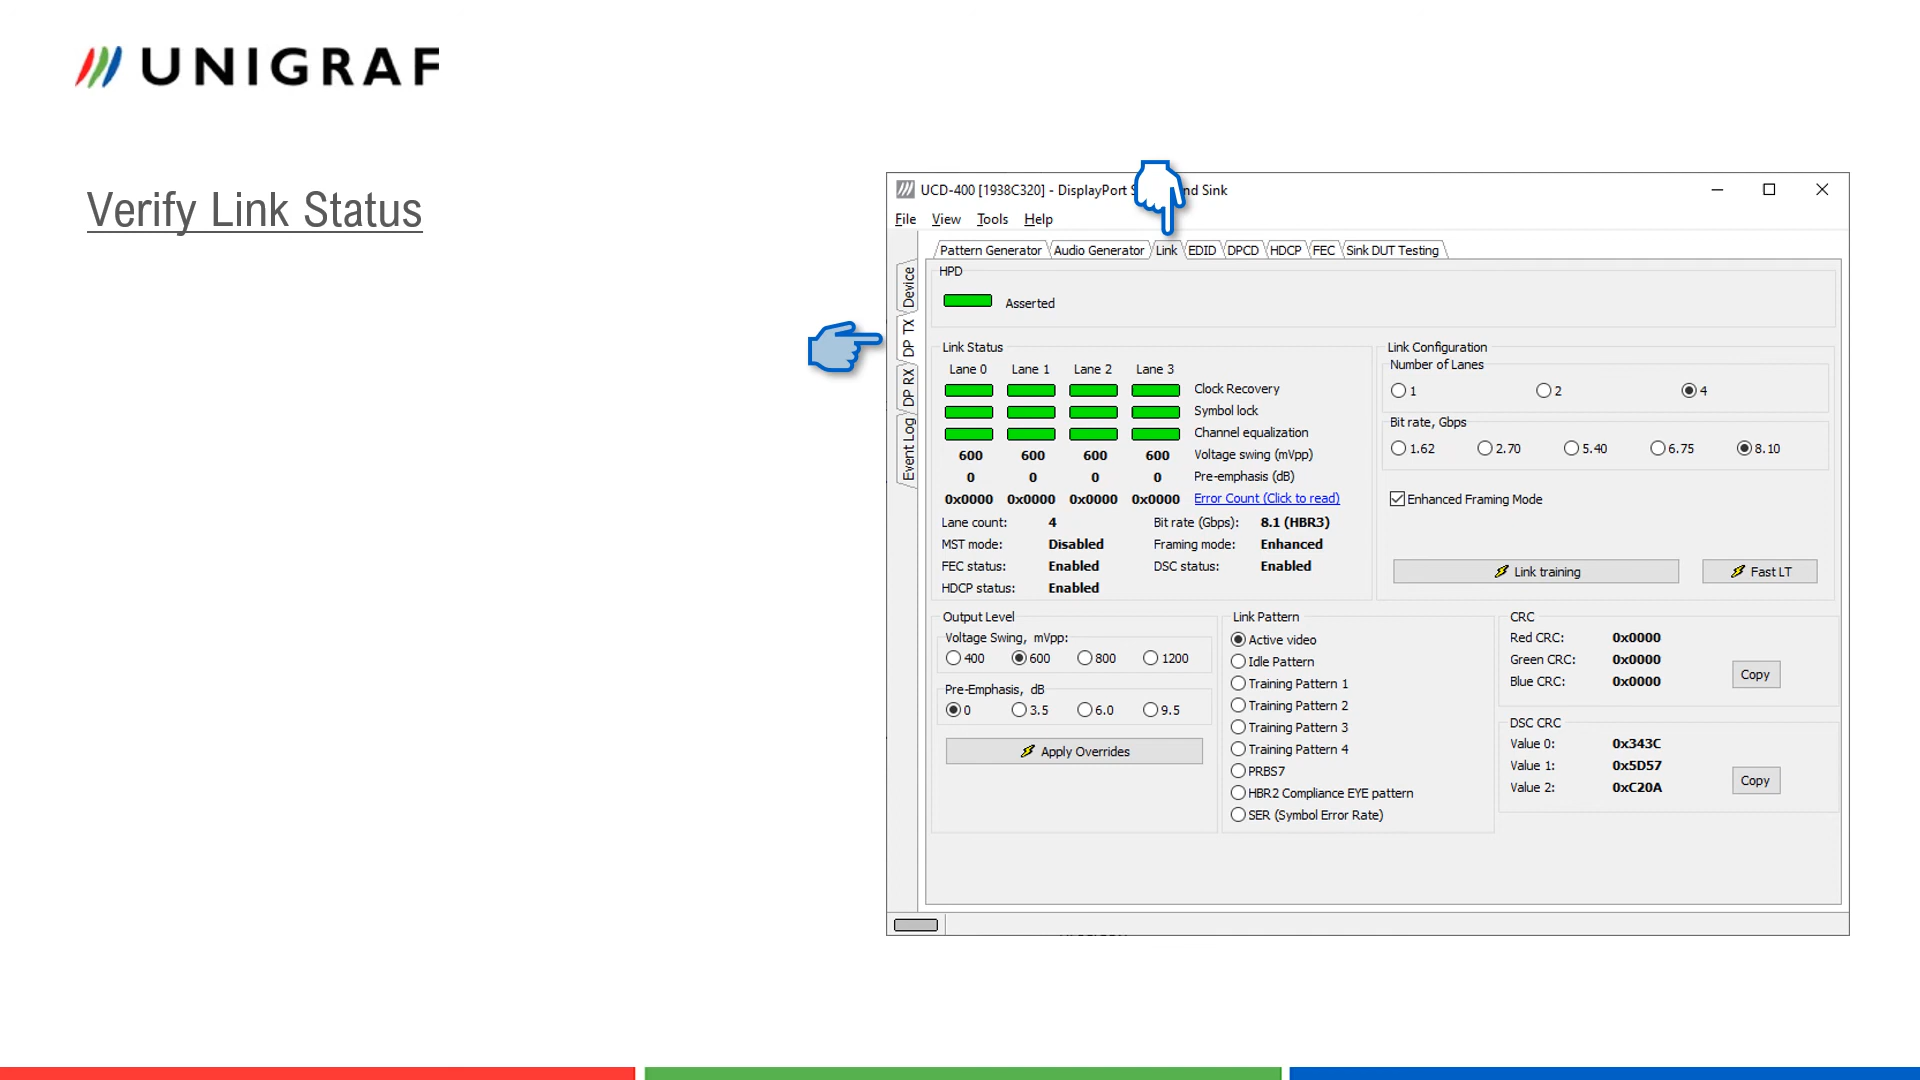 UNIGRAF
Verify Link Status
UCD-400 [1938C320] - DisplayPort S nd Sink
File View Tools Help
Pattern Generator Audio Generator Link EDID DPCD HDCP FEC Sink DUT Testing
Device
DP TX
DP RX
Event Log
HPD
Asserted
Link Status
Lane 0 Lane 1 Lane 2 Lane 3
Clock Recovery
Symbol lock
Channel equalization
600 600 600 600 Voltage swing (mVpp)
0 0 0 0 Pre-emphasis (dB)
0x0000 0x0000 0x0000 0x0000 Error Count (Click to read)
Lane count: 4 Bit rate (Gbps): 8.1 (HBR3)
MST mode: Disabled Framing mode: Enhanced
FEC status: Enabled DSC status: Enabled
HDCP status: Enabled
Link Configuration
Number of Lanes
1 2 4
Bit rate, Gbps
1.62 2.70 5.40 6.75 8.10
Enhanced Framing Mode
Link training Fast LT
Output Level
Voltage Swing, mVpp:
400 600 800 1200
Pre-Emphasis, dB
0 3.5 6.0 9.5
Apply Overrides
Link Pattern
Active video
Idle Pattern
Training Pattern 1
Training Pattern 2
Training Pattern 3
Training Pattern 4
PRBS7
HBR2 Compliance EYE pattern
SER (Symbol Error Rate)
CRC
Red CRC: 0x0000
Green CRC: 0x0000
Blue CRC: 0x0000
Copy
DSC CRC
Value 0: 0x343C
Value 1: 0x5D57
Value 2: 0xC20A
Copy